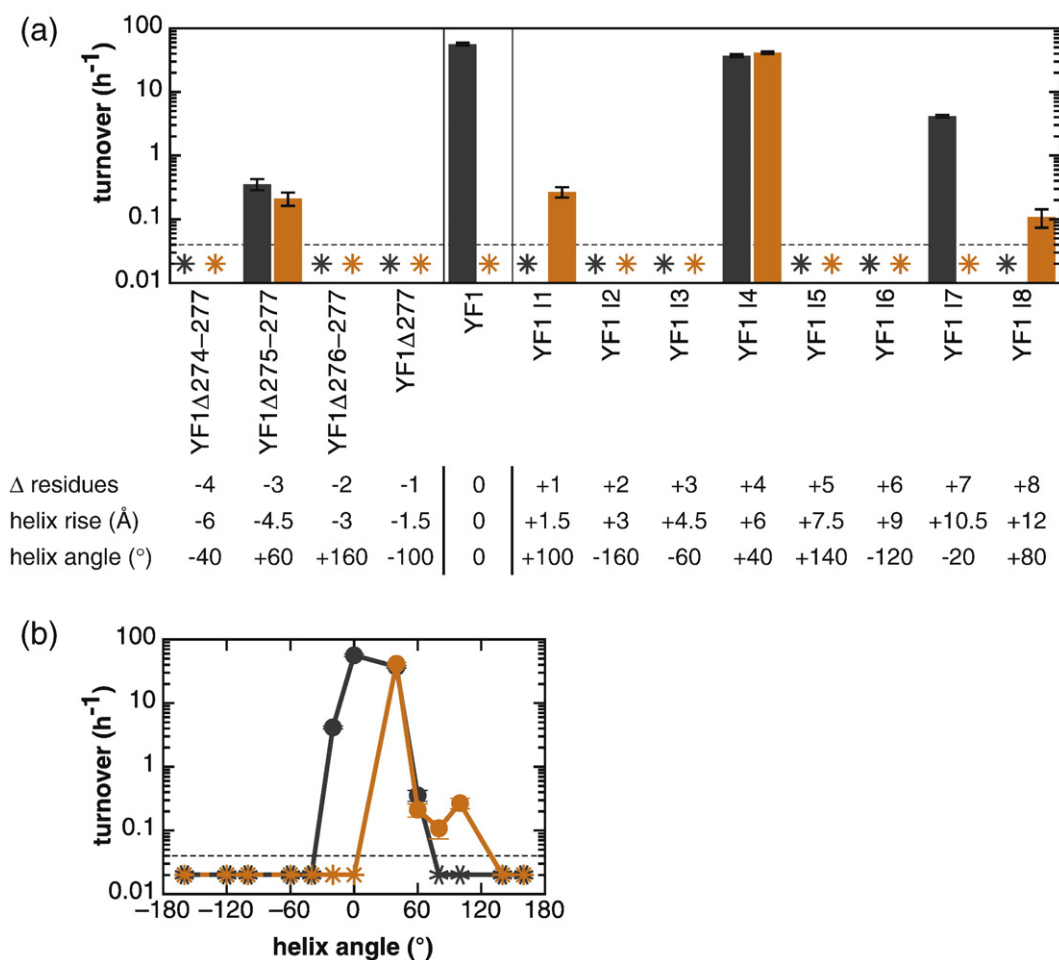 (a)
turnover (h-1)
100
10
1
0.1
0.01
YF1Δ274–277
YF1Δ275–277
YF1Δ276–277
YF1Δ277
YF1
YF1 I1
YF1 I2
YF1 I3
YF1 I4
YF1 I5
YF1 I6
YF1 I7
YF1 I8
Δ residues -4 -3 -2 -1 0 +1 +2 +3 +4 +5 +6 +7 +8
helix rise (Å) -6 -4.5 -3 -1.5 0 +1.5 +3 +4.5 +6 +7.5 +9 +10.5 +12
helix angle (°) -40 +60 +160 -100 0 +100 -160 -60 +40 +140 -120 -20 +80
(b)
turnover (h-1)
100
10
1
0.1
0.01
−180 −120 −60 0 60 120 180
helix angle (°)